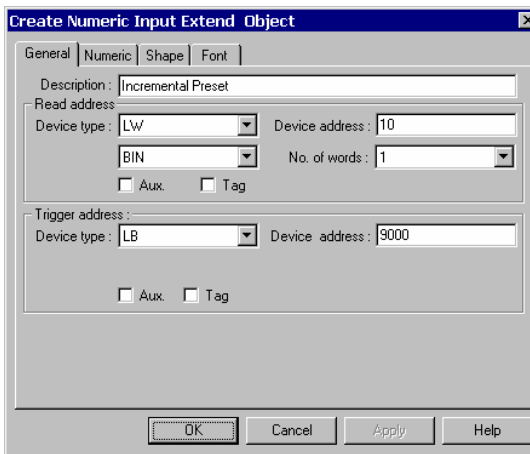 Create Numeric Input Extend Object
General Numeric Shape Font
Description : Incremental Preset
Read address
Device type : LW Device address : 10
BIN No. of words : 1
Aux. Tag
Trigger address :
Device type : LB Device address : 9000
Aux. Tag
OK Cancel Apply Help